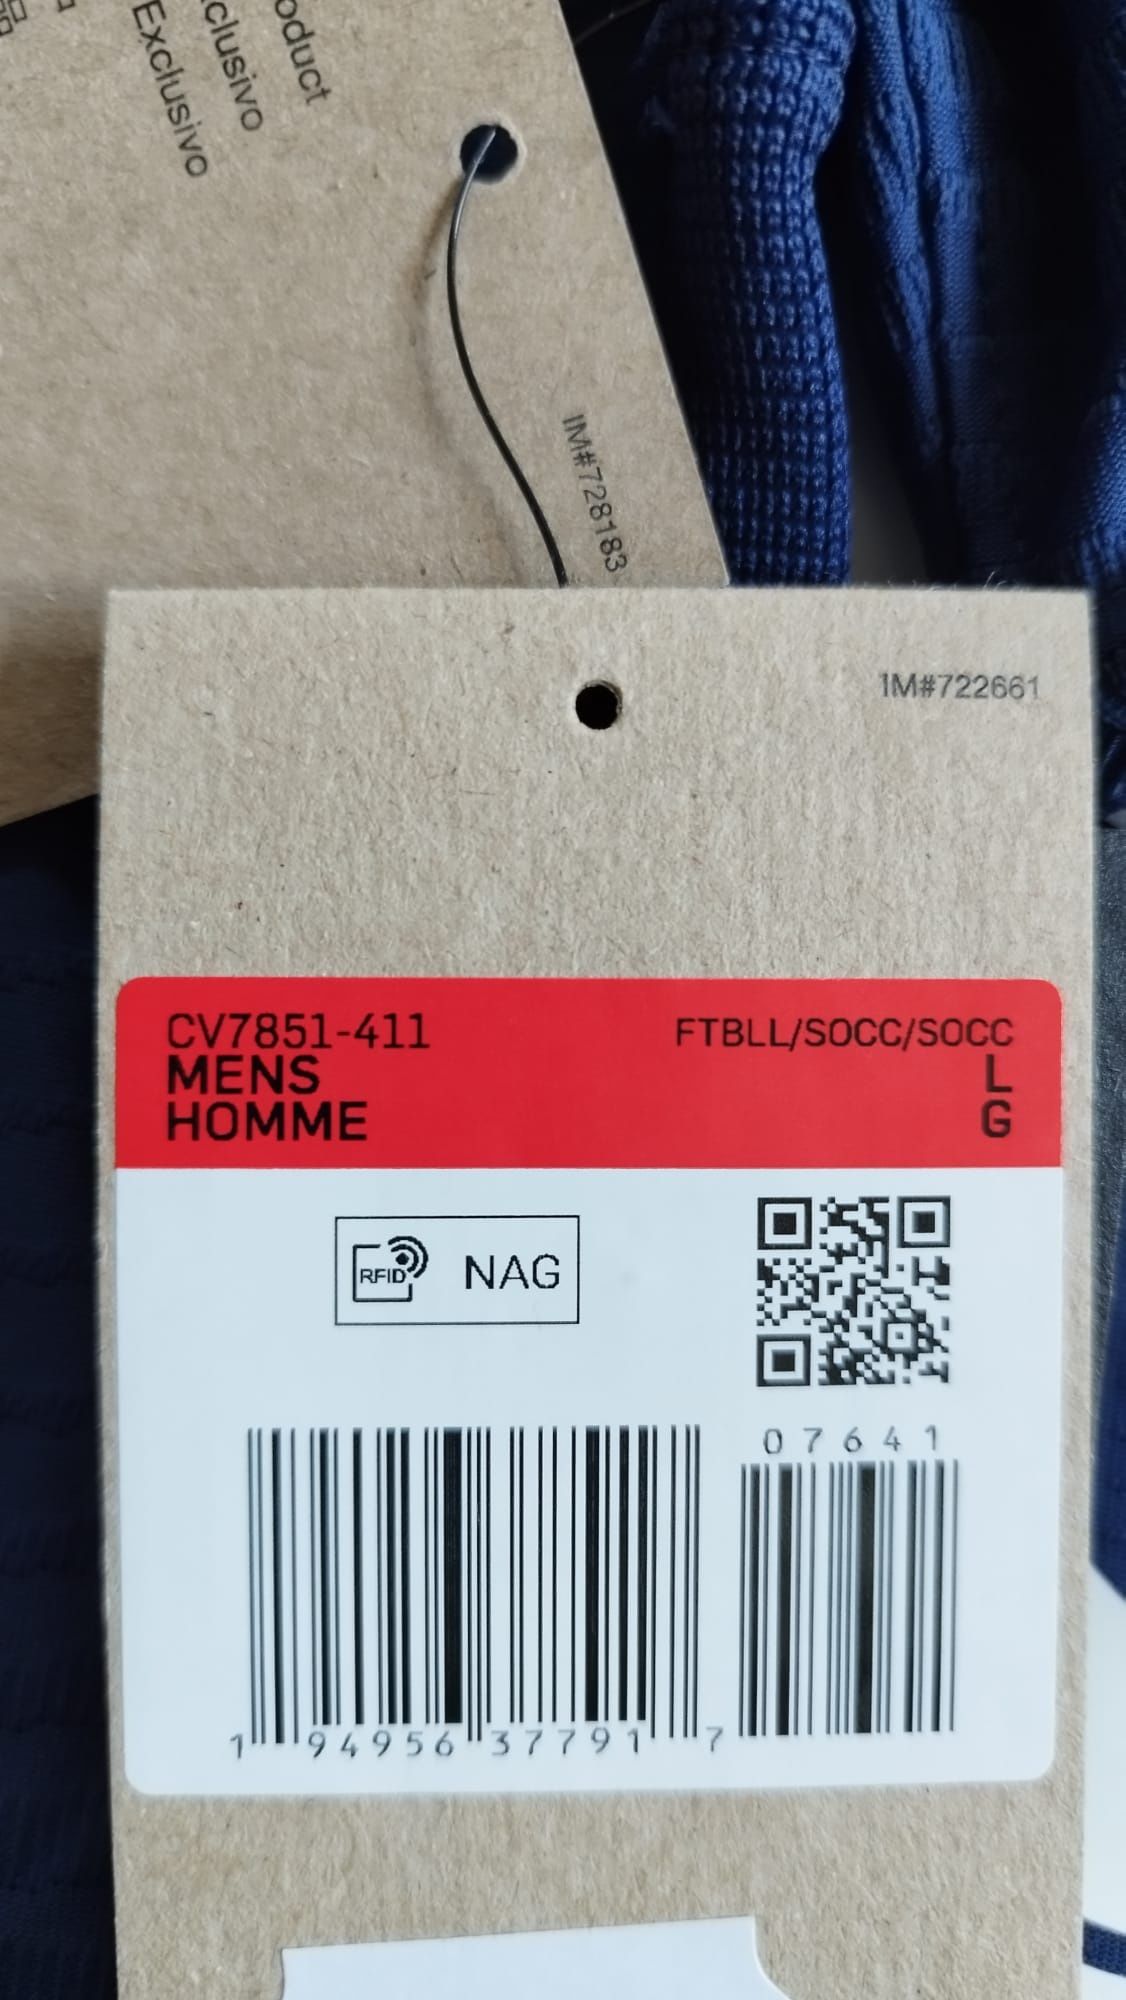 oduct
clusivo
Exclusivo
IM#728183
IM#722661
CV7851-411
FTBLL/SOCC/SOCC
MENS
L
HOMME
G
RFID NAG
07641
1 94956 37791 7